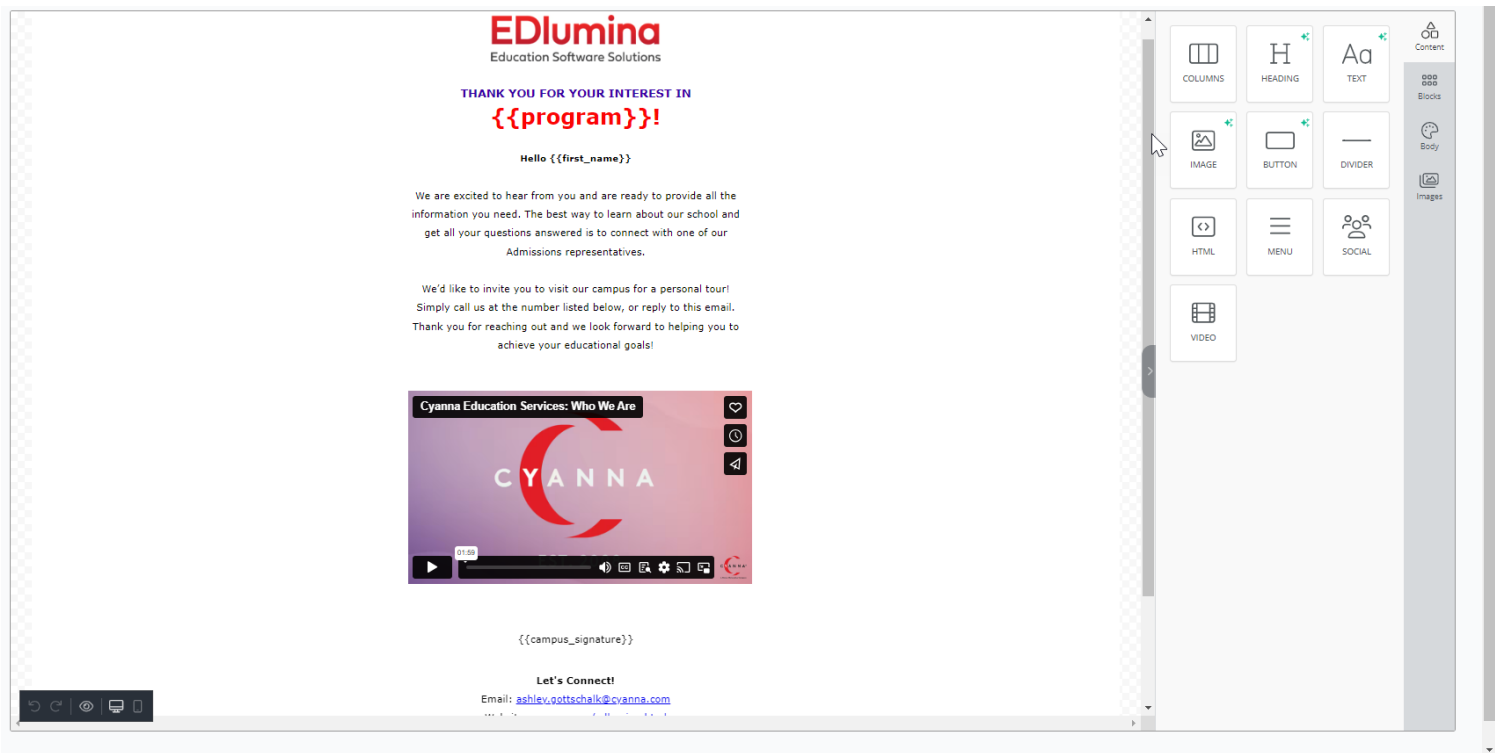 EDlumina
Education Software Solutions
THANK YOU FOR YOUR INTEREST IN
{{program}}!
Hello {{first_name}}
We are excited to hear from you and are ready to provide all the
information you need. The best way to learn about our school and
get all your questions answered is to connect with one of our
Admissions representatives.
We'd like to invite you to visit our campus for a personal tour!
Simply call us at the number listed below, or reply to this email.
Thank you for reaching out and we look forward to helping you to
achieve your educational goals!
Cyanna Education Services: Who We Are
CYANNA
01:59
CC
{{campus_signature}}
Let's Connect!
Email: ashley.gottschalk@cyanna.com
COLUMNS
H
HEADING
Aa
TEXT
IMAGE
BUTTON
DIVIDER
HTML
MENU
SOCIAL
VIDEO
Content
Blocks
Body
Images